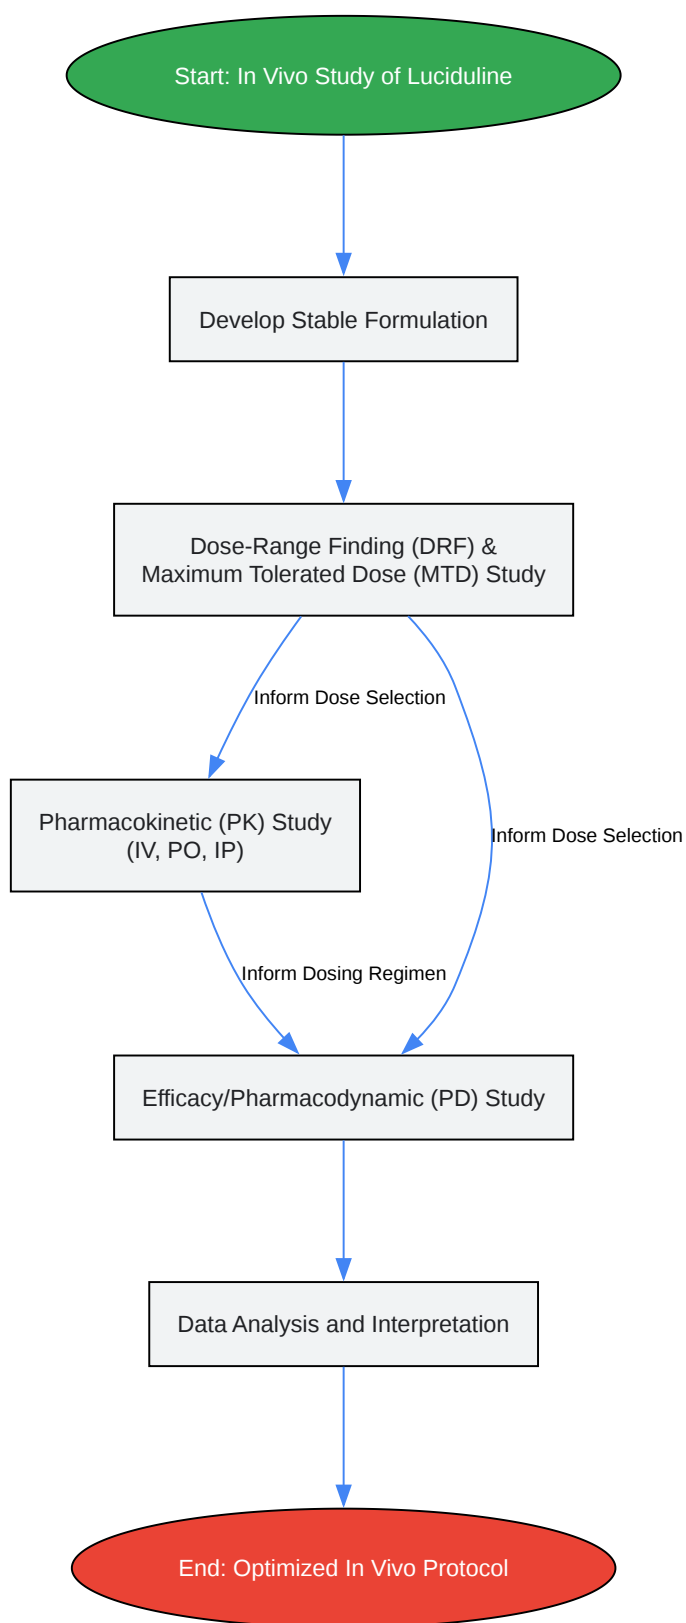 Start: In Vivo Study of Luciduline
Develop Stable Formulation
Dose-Range Finding (DRF) &
Maximum Tolerated Dose (MTD) Study
Inform Dose Selection
Pharmacokinetic (PK) Study
(IV, PO, IP)
Inform Dose Selection
Inform Dosing Regimen
Efficacy/Pharmacodynamic (PD) Study
Data Analysis and Interpretation
End: Optimized In Vivo Protocol